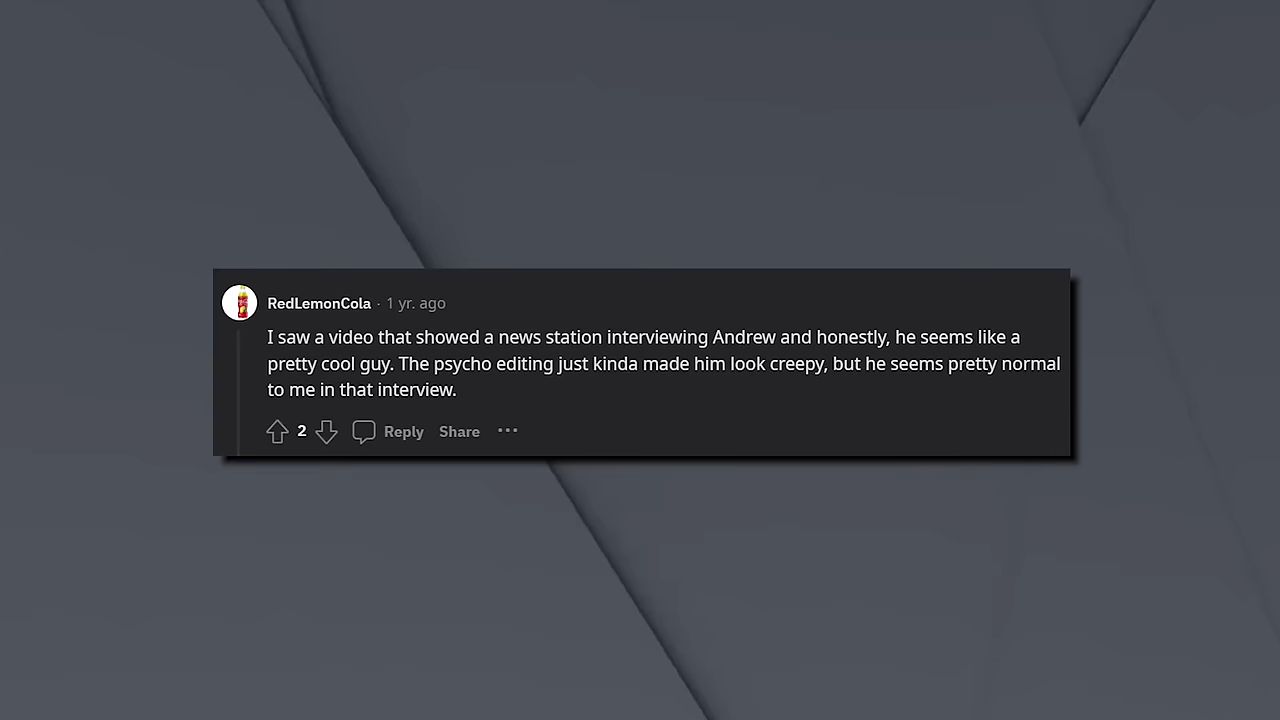 RedLemonCola · 1 yr. ago
I saw a video that showed a news station interviewing Andrew and honestly, he seems like a
pretty cool guy. The psycho editing just kinda made him look creepy, but he seems pretty normal
to me in that interview.
2 Reply Share ···